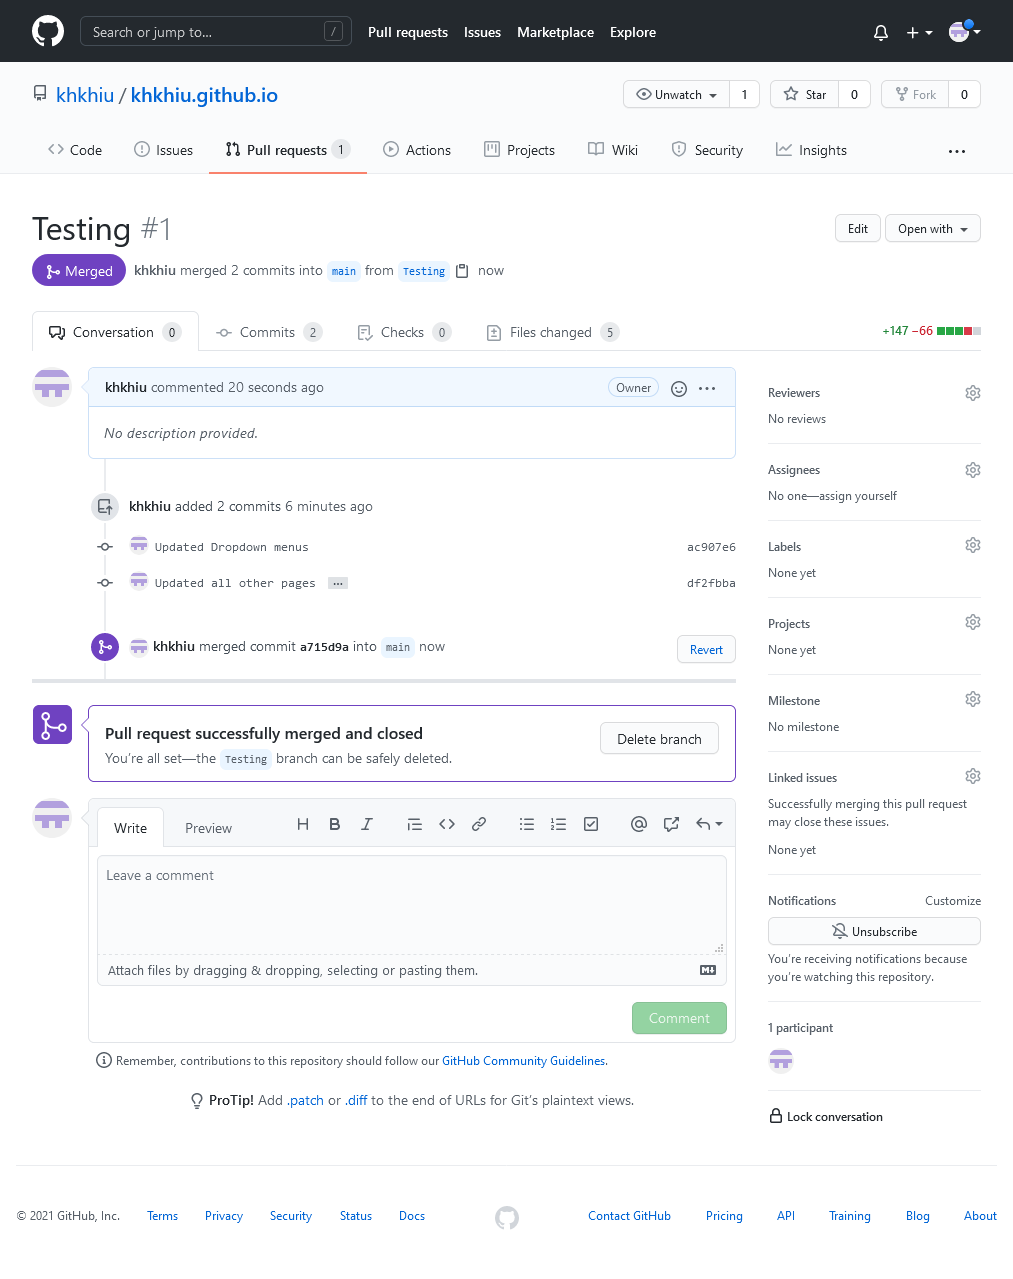 Search or jump to... /
Pull requests Issues Marketplace Explore
khkhiu / khkhiu.github.io
Unwatch 1 Star 0 Fork 0
Code Issues Pull requests 1 Actions Projects Wiki Security Insights
Testing #1
Edit Open with
Merged khkhiu merged 2 commits into main from Testing now
Conversation 0 Commits 2 Checks 0 Files changed 5
+147 −66
khkhiu commented 20 seconds ago Owner
No description provided.
khkhiu added 2 commits 6 minutes ago
Updated Dropdown menus ac907e6
Updated all other pages … df2fbba
khkhiu merged commit a715d9a into main now Revert
Pull request successfully merged and closed
You're all set—the Testing branch can be safely deleted.
Delete branch
Write Preview
Leave a comment
Attach files by dragging & dropping, selecting or pasting them.
Comment
Remember, contributions to this repository should follow our GitHub Community Guidelines.
ProTip! Add .patch or .diff to the end of URLs for Git's plaintext views.
Reviewers
No reviews
Assignees
No one—assign yourself
Labels
None yet
Projects
None yet
Milestone
No milestone
Linked issues
Successfully merging this pull request
may close these issues.
None yet
Notifications Customize
Unsubscribe
You're receiving notifications because
you're watching this repository.
1 participant
Lock conversation
© 2021 GitHub, Inc. Terms Privacy Security Status Docs Contact GitHub Pricing API Training Blog About